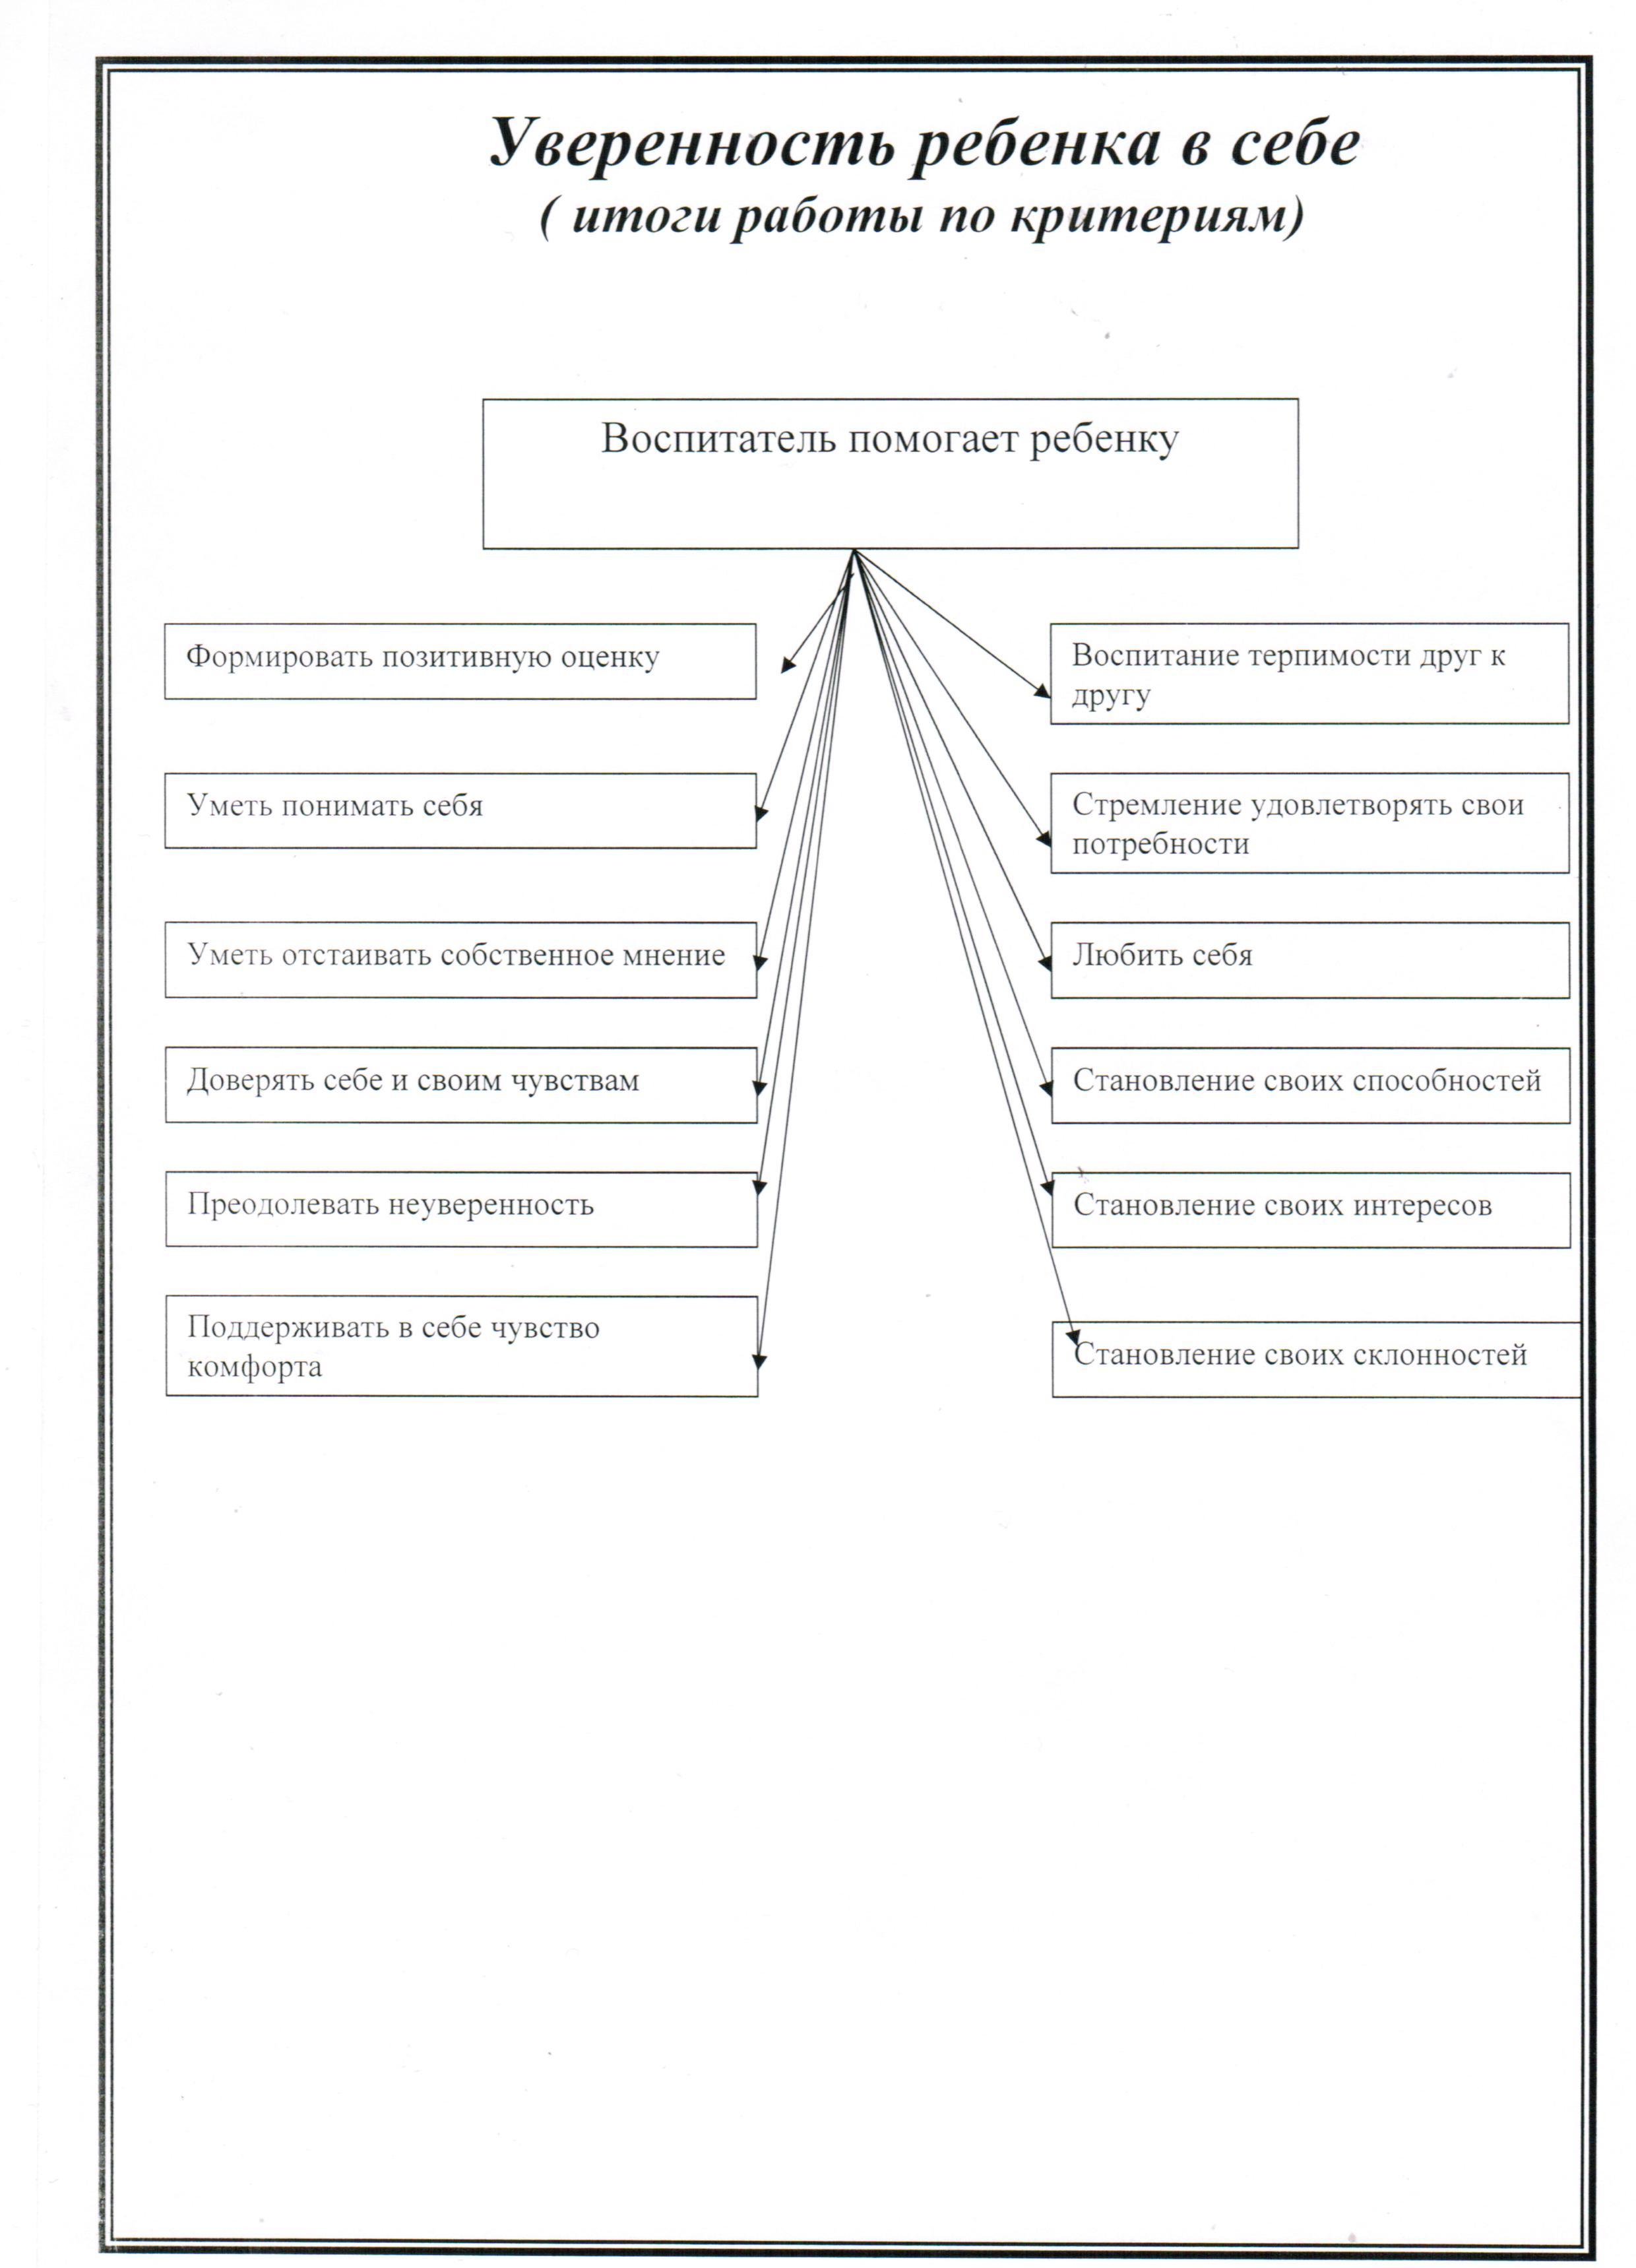 Уверенность ребенка в себе
( итоги работы по критериям)
Воспитатель помогает ребенку
Формировать позитивную оценку
Уметь понимать себя
Уметь отстаивать собственное мнение
Доверять себе и своим чувствам
Преодолевать неуверенность
Поддерживать в себе чувство
комфорта
Воспитание терпимости друг к
другу
Стремление удовлетворять свои
потребности
Любить себя
Становление своих способностей
Становление своих интересов
Становление своих склонностей